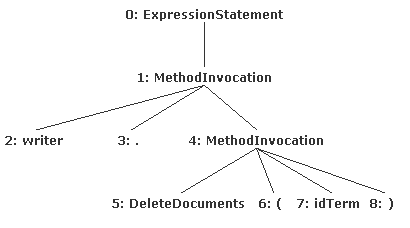 0: ExpressionStatement
1: MethodInvocation
2: writer 3: . 4: MethodInvocation
5: DeleteDocuments 6: ( 7: idTerm 8: )